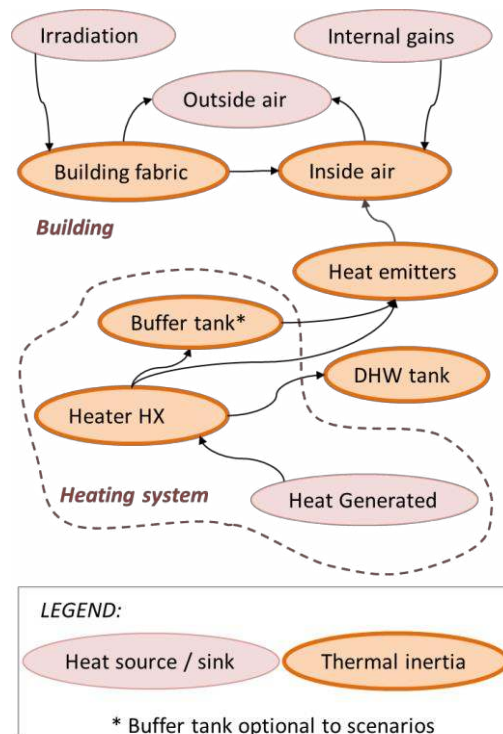 Irradiation
Internal gains
Outside air
Building fabric
Inside air
Building
Heat emitters
Buffer tank*
DHW tank
Heater HX
Heating system
Heat Generated
LEGEND:
Heat source / sink
Thermal inertia
* Buffer tank optional to scenarios